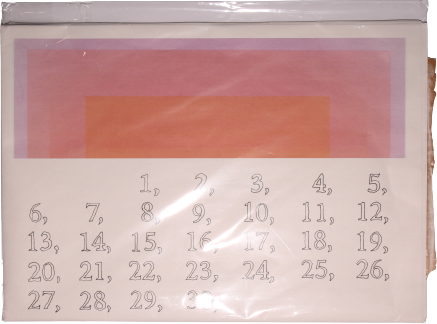 1, 2, 3, 4, 5,
6, 7, 8, 9, 10, 11, 12,
13, 14, 15, 16, 17, 18, 19,
20, 21, 22, 23, 24, 25, 26,
27, 28, 29, 30,